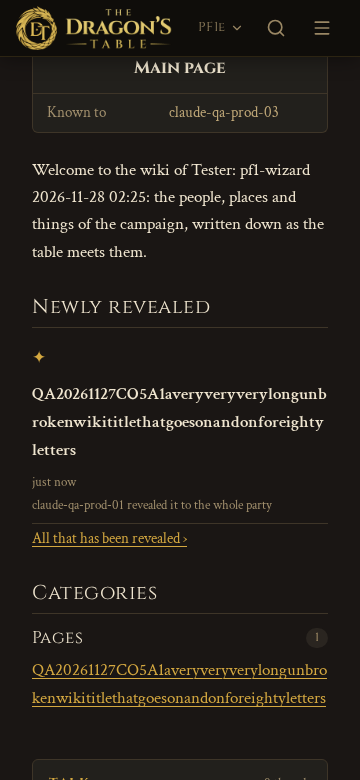 THE
DRAGON'S
TABLE
DT
PF1e
Main page
Known to claude-qa-prod-03
Welcome to the wiki of Tester: pf1-wizard
2026-11-28 02:25: the people, places and
things of the campaign, written down as the
table meets them.
Newly revealed
QA20261127CO5A1averyveryverylongunb
rokenwikititlethatgoesonandonforeighty
letters
just now
claude-qa-prod-01 revealed it to the whole party
All that has been revealed ›
Categories
Pages 1
QA20261127CO5A1averyveryverylongunbro
kenwikititlethatgoesonandonforeightyletters